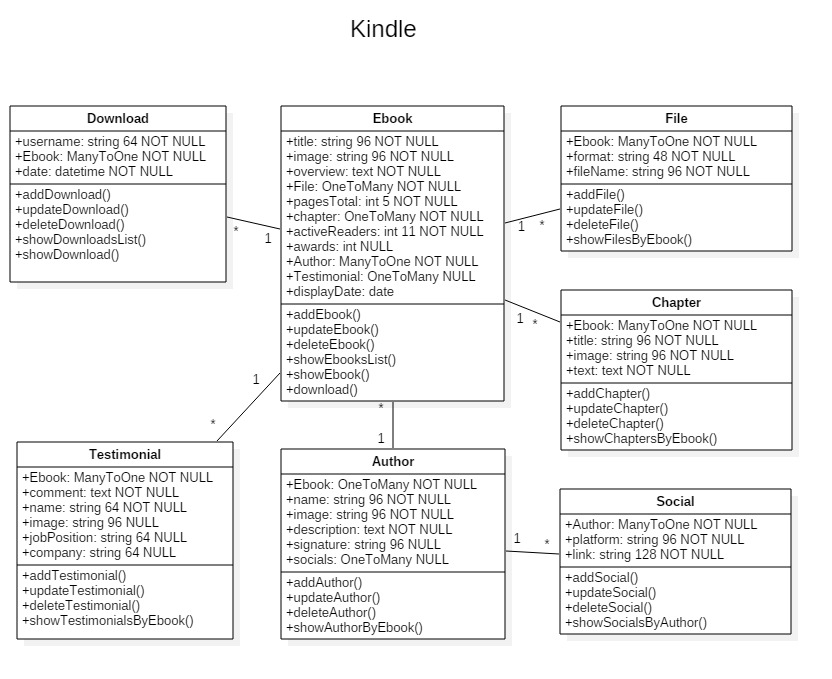 Kindle
Download
+username: string 64 NOT NULL
+Ebook: ManyToOne NOT NULL
+date: datetime NOT NULL
+addDownload()
+updateDownload()
+deleteDownload()
+showDownloadsList()
+showDownload()
*
1
Ebook
+title: string 96 NOT NULL
+image: string 96 NOT NULL
+overview: text NOT NULL
+File: OneToMany NOT NULL
+pagesTotal: int 5 NOT NULL
+chapter: OneToMany NOT NULL
+activeReaders: int 11 NOT NULL
+awards: int NULL
+Author: ManyToOne NOT NULL
+Testimonial: OneToMany NULL
+displayDate: date
+addEbook()
+updateEbook()
+deleteEbook()
+showEbooksList()
+showEbook()
+download()
1
*
File
+Ebook: ManyToOne NOT NULL
+format: string 48 NOT NULL
+fileName: string 96 NOT NULL
+addFile()
+updateFile()
+deleteFile()
+showFilesByEbook()
1
*
Chapter
+Ebook: ManyToOne NOT NULL
+title: string 96 NOT NULL
+image: string 96 NOT NULL
+text: text NOT NULL
+addChapter()
+updateChapter()
+deleteChapter()
+showChaptersByEbook()
1
*
Testimonial
+Ebook: ManyToOne NOT NULL
+comment: text NOT NULL
+name: string 64 NOT NULL
+image: string 96 NULL
+jobPosition: string 64 NULL
+company: string 64 NULL
+addTestimonial()
+updateTestimonial()
+deleteTestimonial()
+showTestimonialsByEbook()
*
1
Author
+Ebook: OneToMany NOT NULL
+name: string 96 NOT NULL
+image: string 96 NOT NULL
+description: text NOT NULL
+signature: string 96 NULL
+socials: OneToMany NULL
+addAuthor()
+updateAuthor()
+deleteAuthor()
+showAuthorByEbook()
1
*
Social
+Author: ManyToOne NOT NULL
+platform: string 96 NOT NULL
+link: string 128 NOT NULL
+addSocial()
+updateSocial()
+deleteSocial()
+showSocialsByAuthor()